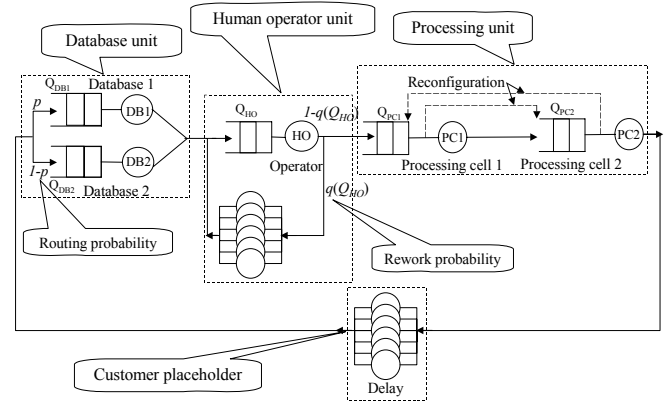 Human operator unit
Database unit
Processing unit
Q_DB1
Database 1
p
DB1
1-p
DB2
Q_DB2
Database 2
Q_HO
HO
Operator
1-q(Q_HO)
q(Q_HO)
Reconfiguration
Q_PC1
PC1
Processing cell 1
Q_PC2
PC2
Processing cell 2
Routing probability
Rework probability
Customer placeholder
Delay